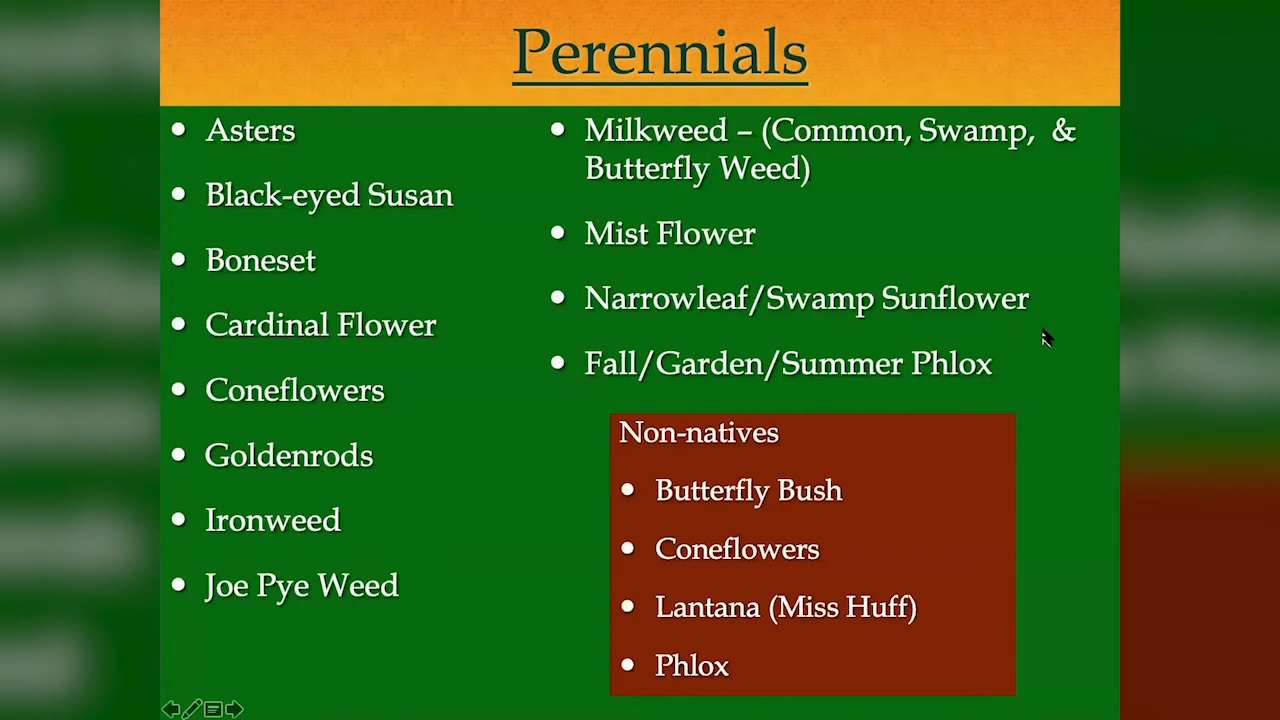 Perennials
• Asters
• Black-eyed Susan
• Boneset
• Cardinal Flower
• Coneflowers
• Goldenrods
• Ironweed
• Joe Pye Weed
• Milkweed – (Common, Swamp, &
Butterfly Weed)
• Mist Flower
• Narrowleaf/Swamp Sunflower
• Fall/Garden/Summer Phlox
Non-natives
• Butterfly Bush
• Coneflowers
• Lantana (Miss Huff)
• Phlox